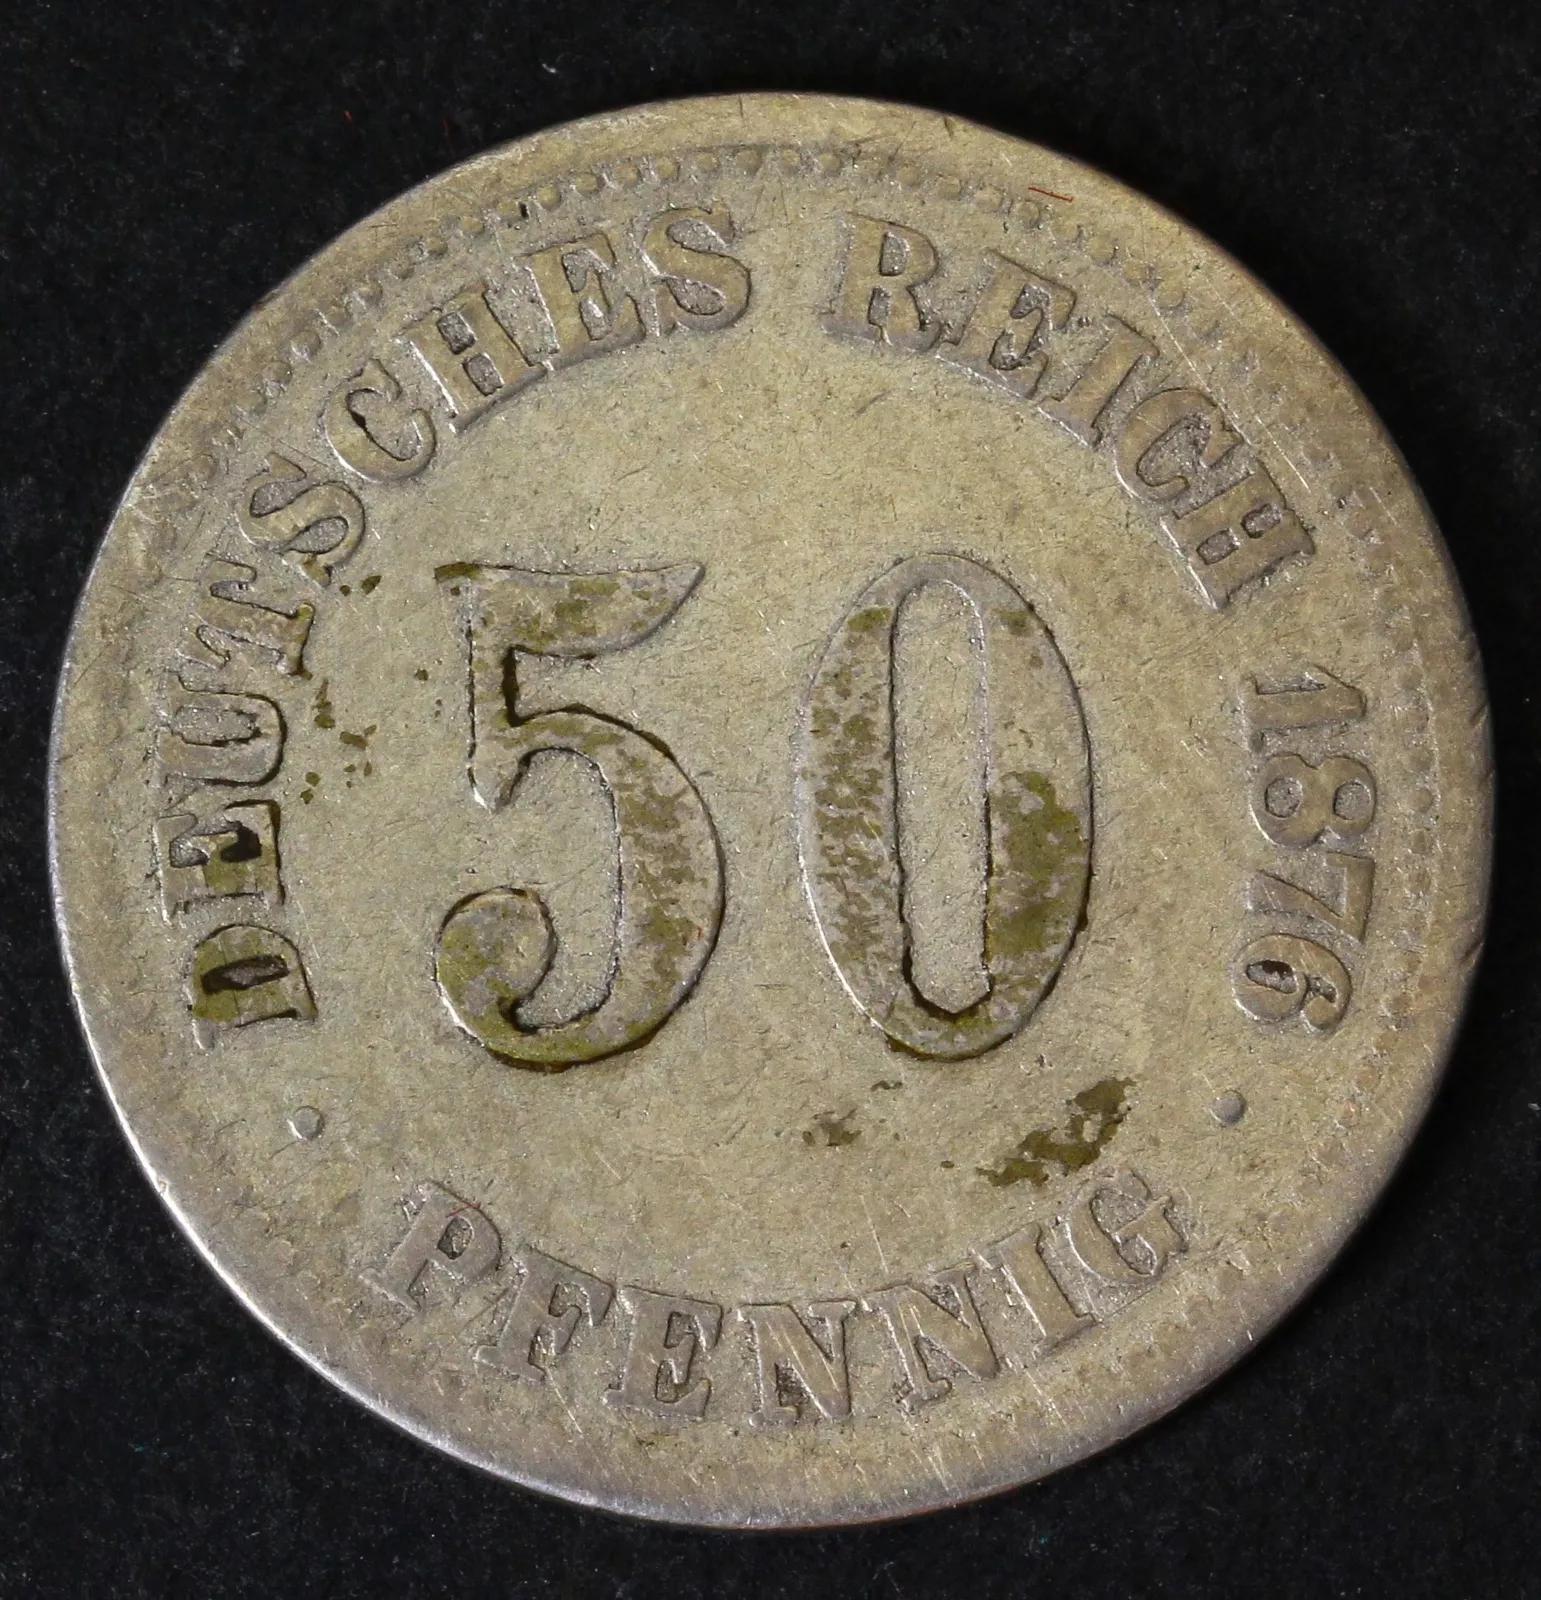 DEUTSCHES REICH 1876
50
· PFENNIG ·